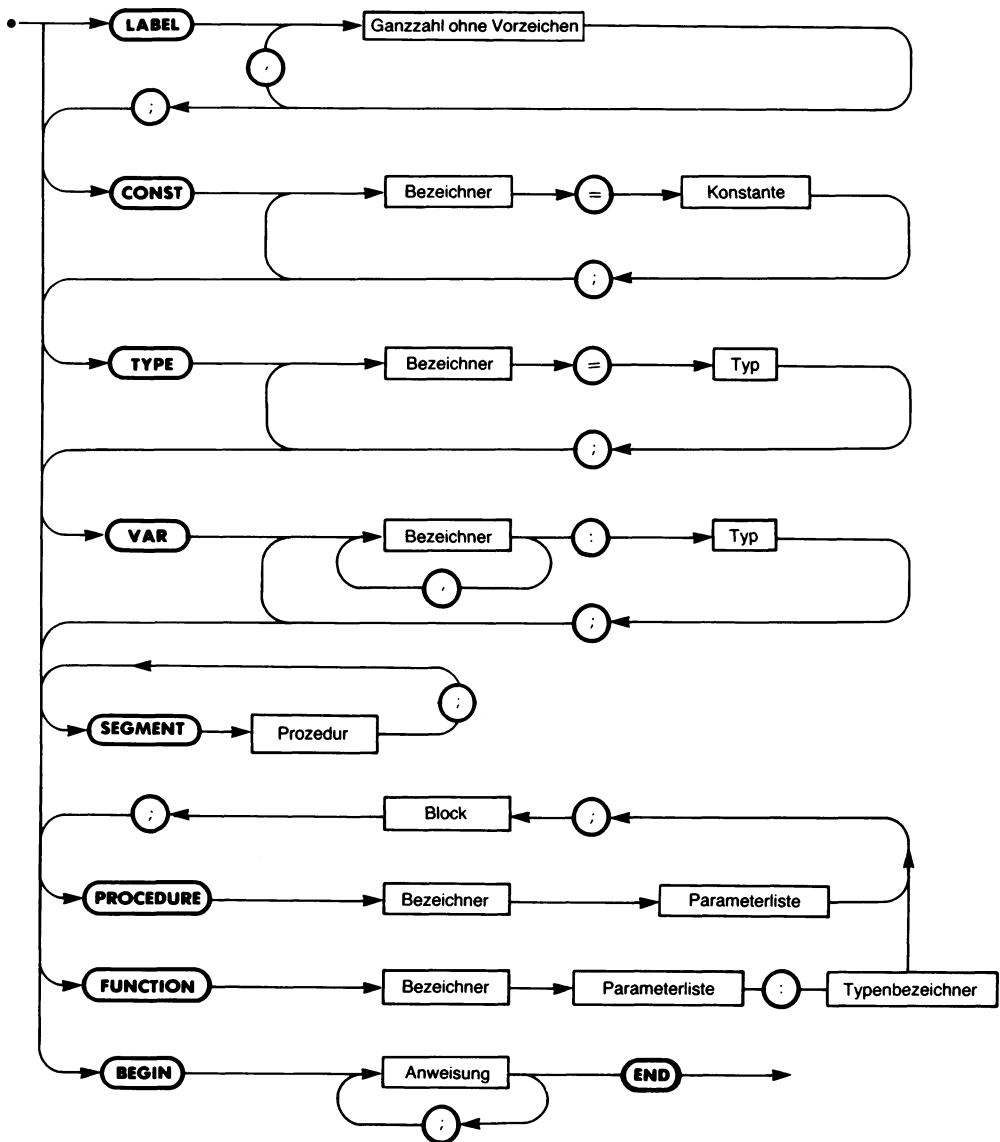 LABEL Ganzzahl ohne Vorzeichen
,
;
CONST Bezeichner = Konstante
;
TYPE Bezeichner = Typ
;
VAR Bezeichner : Typ
,
;
;
SEGMENT Prozedur
; Block ;
PROCEDURE Bezeichner Parameterliste
FUNCTION Bezeichner Parameterliste : Typenbezeichner
BEGIN Anweisung END
;